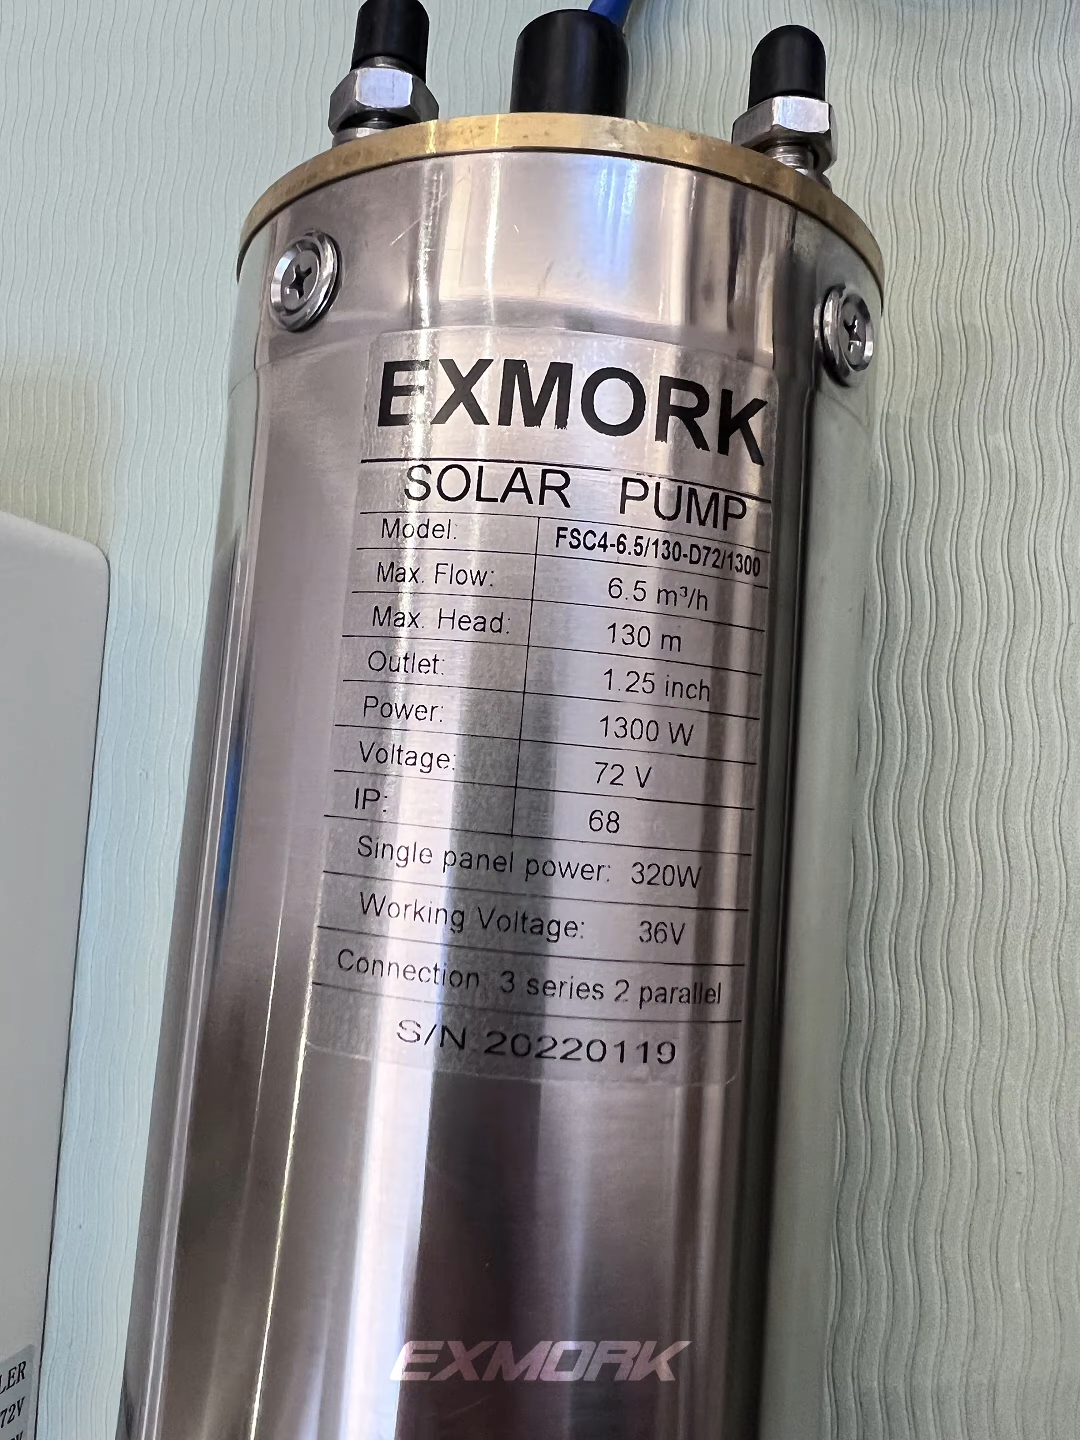 EXMORK
SOLAR PUMP
Model: FSC4-6.5/130-D72/1300
Max. Flow: 6.5 m³/h
Max. Head: 130 m
Outlet: 1.25 inch
Power: 1300 W
Voltage: 72 V
IP: 68
Single panel power: 320W
Working Voltage: 36V
Connection 3 series 2 parallel
S/N 20220119
EXMORK
LER
72V